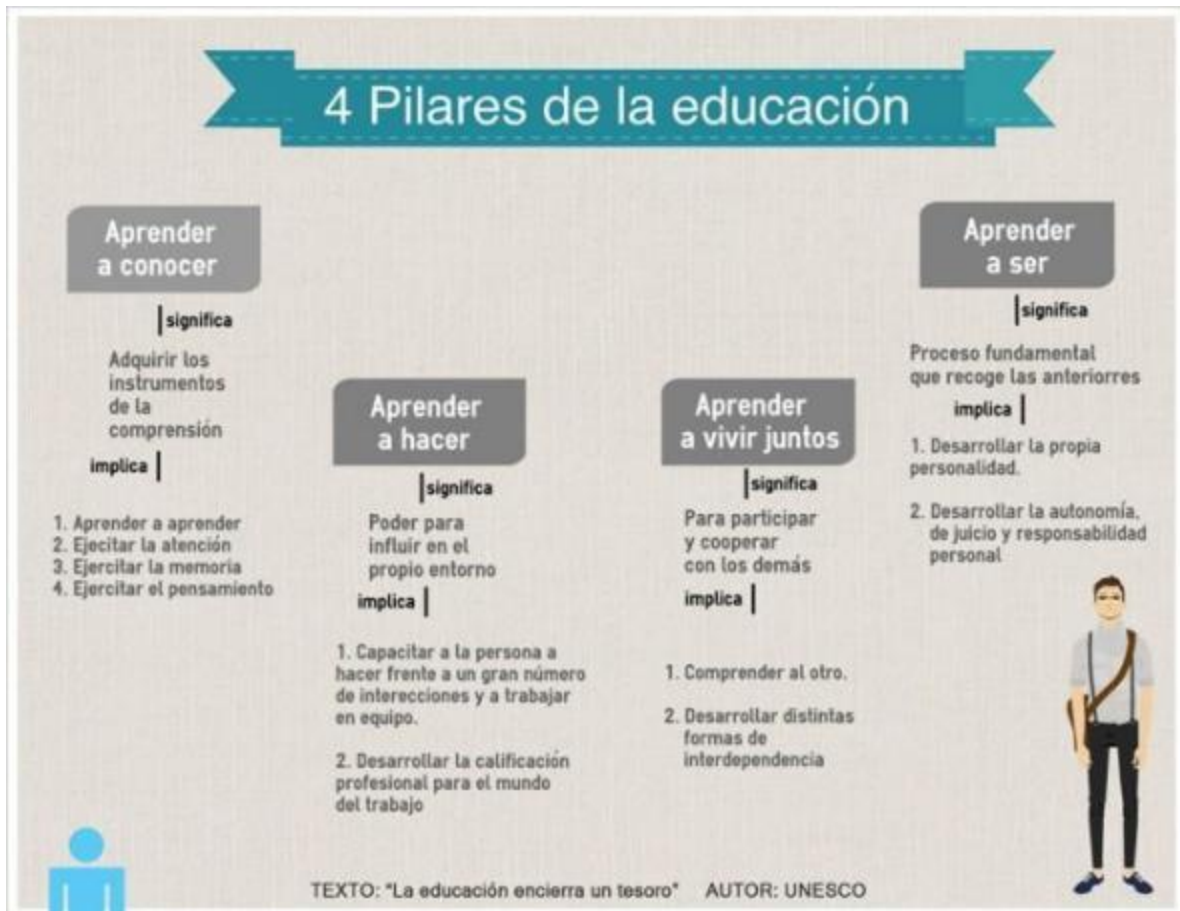 4 Pilares de la educación
Aprender
a conocer
significa
Adquirir los
instrumentos
de la
comprensión
implica
1. Aprender a aprender
2. Ejecitar la atención
3. Ejercitar la memoria
4. Ejercitar el pensamiento
Aprender
a hacer
significa
Poder para
influir en el
propio entorno
implica
1. Capacitar a la persona a
hacer frente a un gran número
de interecciones y a trabajar
en equipo.
2. Desarrollar la calificación
profesional para el mundo
del trabajo
Aprender
a vivir juntos
significa
Para participar
y cooperar
con los demás
implica
1. Comprender al otro.
2. Desarrollar distintas
formas de
interdependencia
Aprender
a ser
significa
Proceso fundamental
que recoge las anteriorres
implica
1. Desarrollar la propia
personalidad.
2. Desarrollar la autonomía,
de juicio y responsabilidad
personal
TEXTO: "La educación encierra un tesoro" AUTOR: UNESCO